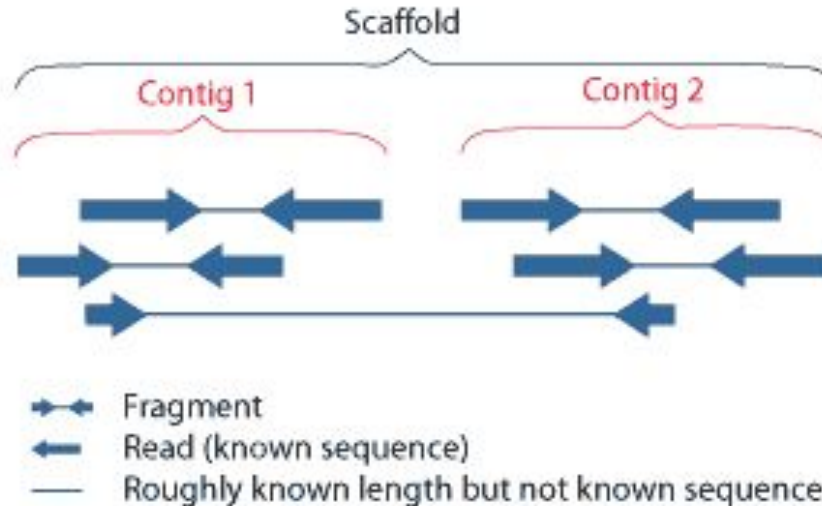 Scaffold
Contig 1
Contig 2
Fragment
Read (known sequence)
Roughly known length but not known sequence